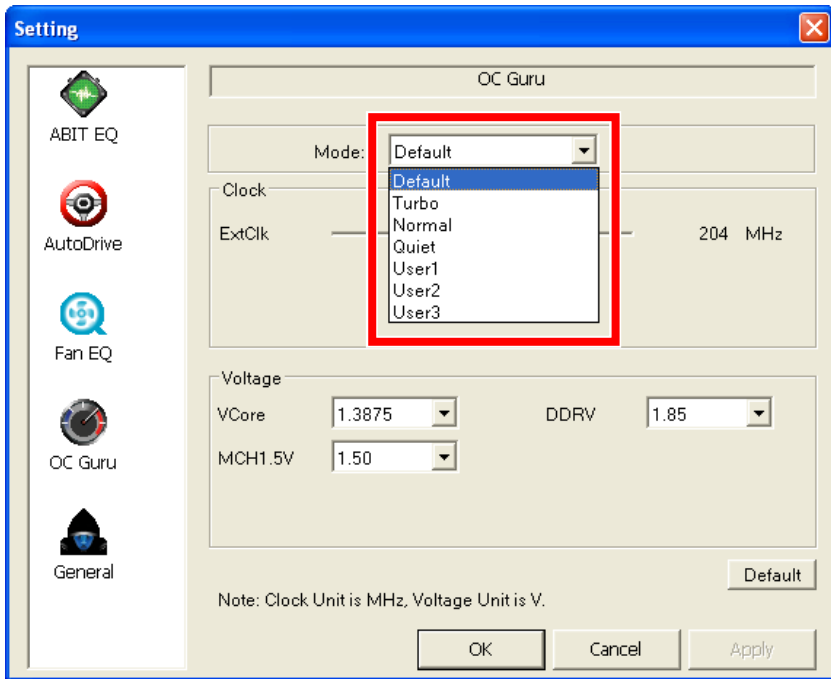 Setting
ABIT EQ
AutoDrive
Fan EQ
OC Guru
General
OC Guru
Mode: Default
Default
Turbo
Normal
Quiet
User1
User2
User3
Clock
ExtClk 204 MHz
Voltage
VCore 1.3875 DDRV 1.85
MCH1.5V 1.50
Default
Note: Clock Unit is MHz, Voltage Unit is V.
OK Cancel Apply